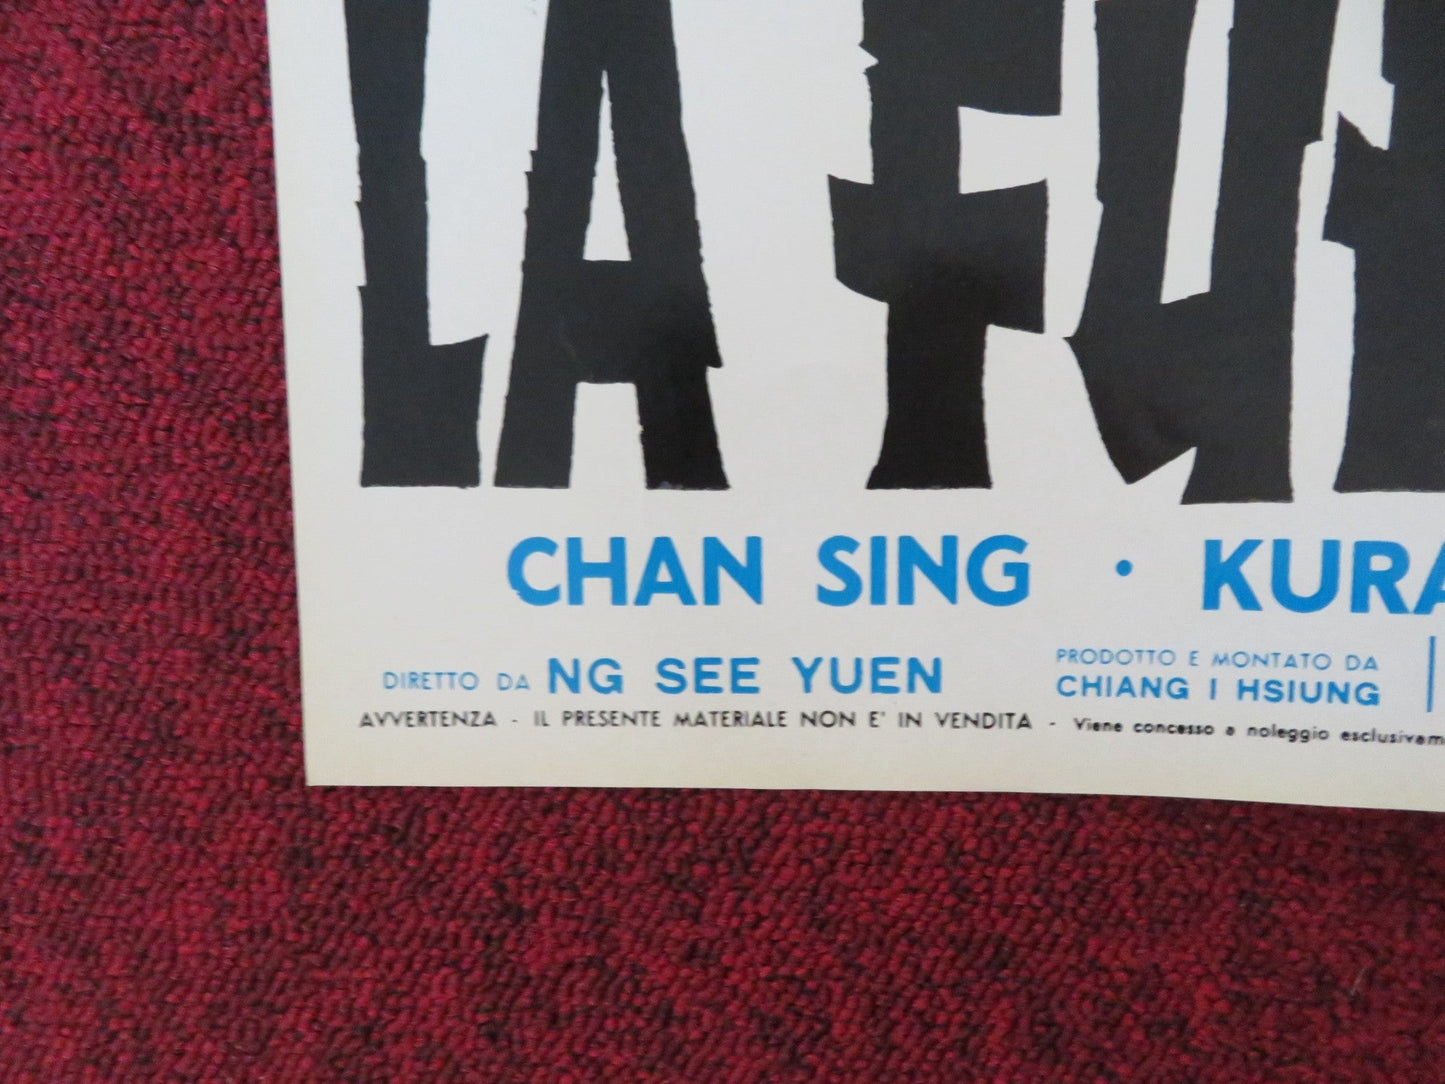 LA FU
CHAN SING · KURA
DIRETTO DA NG SEE YUEN
PRODOTTO E MONTATO DA
CHIANG I HSIUNG
AVVERTENZA - IL PRESENTE MATERIALE NON E' IN VENDITA - Viene concesso a noleggio esclusivam